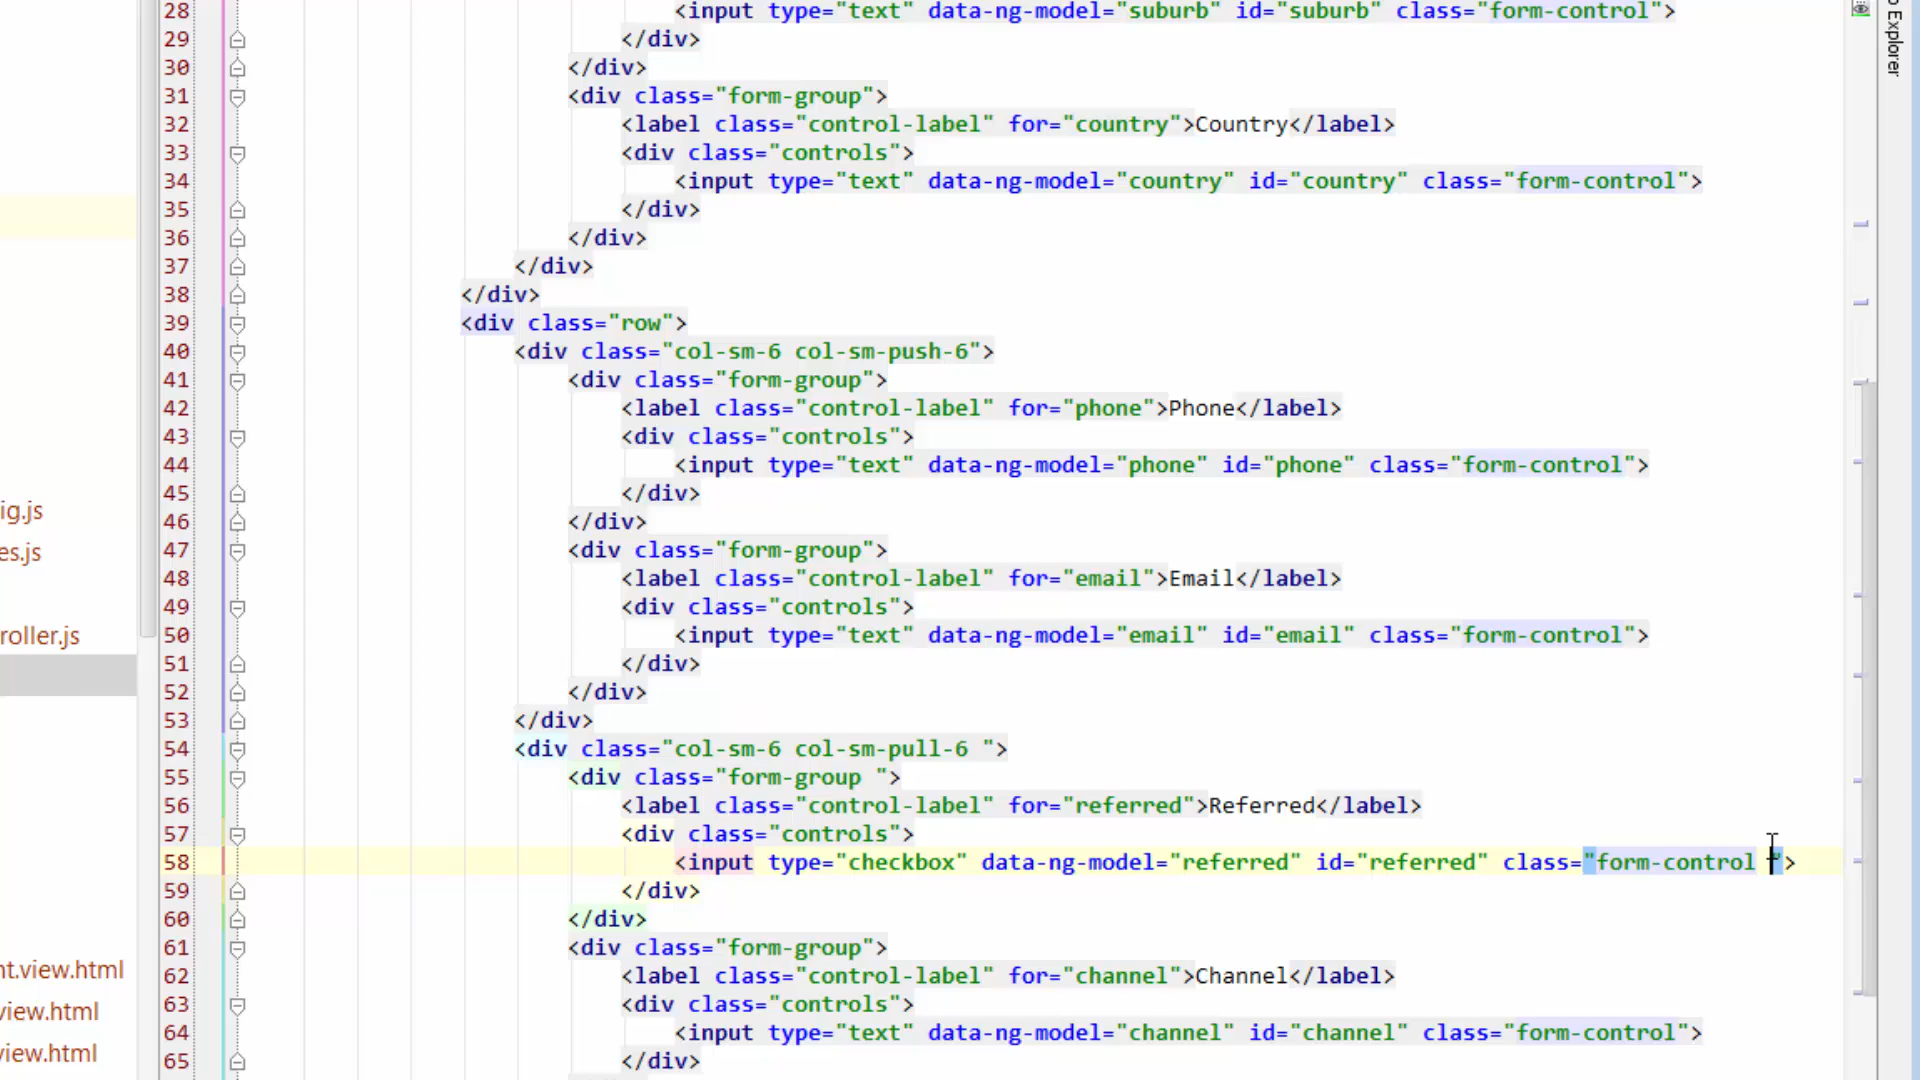 28 <input type="text" data-ng-model="suburb" id="suburb" class="form-control">
29 </div>
30 </div>
31 <div class="form-group">
32 <label class="control-label" for="country">Country</label>
33 <div class="controls">
34 <input type="text" data-ng-model="country" id="country" class="form-control">
35 </div>
36 </div>
37 </div>
38 </div>
39 <div class="row">
40 <div class="col-sm-6 col-sm-push-6">
41 <div class="form-group">
42 <label class="control-label" for="phone">Phone</label>
43 <div class="controls">
44 <input type="text" data-ng-model="phone" id="phone" class="form-control">
45 </div>
46 </div>
47 <div class="form-group">
48 <label class="control-label" for="email">Email</label>
49 <div class="controls">
50 <input type="text" data-ng-model="email" id="email" class="form-control">
51 </div>
52 </div>
53 </div>
54 <div class="col-sm-6 col-sm-pull-6 ">
55 <div class="form-group ">
56 <label class="control-label" for="referred">Referred</label>
57 <div class="controls">
58 <input type="checkbox" data-ng-model="referred" id="referred" class="form-control ">
59 </div>
60 </div>
61 <div class="form-group">
62 <label class="control-label" for="channel">Channel</label>
63 <div class="controls">
64 <input type="text" data-ng-model="channel" id="channel" class="form-control">
65 </div>
ig.js
es.js
roller.js
nt.view.html
view.html
view.html
Explorer